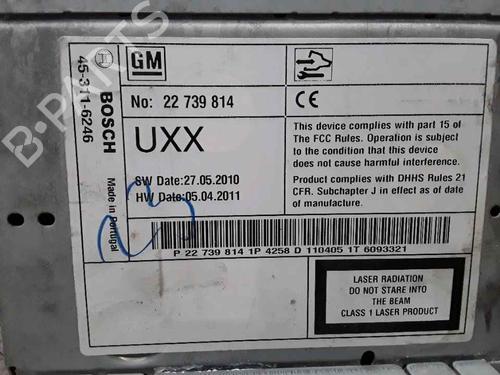 BOSCH
45-311-6246
Made in Portugal
GM
No: 22 739 814
CE
UXX
SW Date:27.05.2010
HW Date:05.04.2011
This device complies with part 15 of
The FCC Rules. Operation is subject
to the condition that this device does
not cause harmful interference.
Product complies with DHHS Rules 21
CFR. Subchapter J in effect as of date
of manufacture.
P 22 739 814 1P 4258 D 110405 1T 6093321
LASER RADIATION
DO NOT STARE INTO
THE BEAM
CLASS 1 LASER PRODUCT
B-PARTS